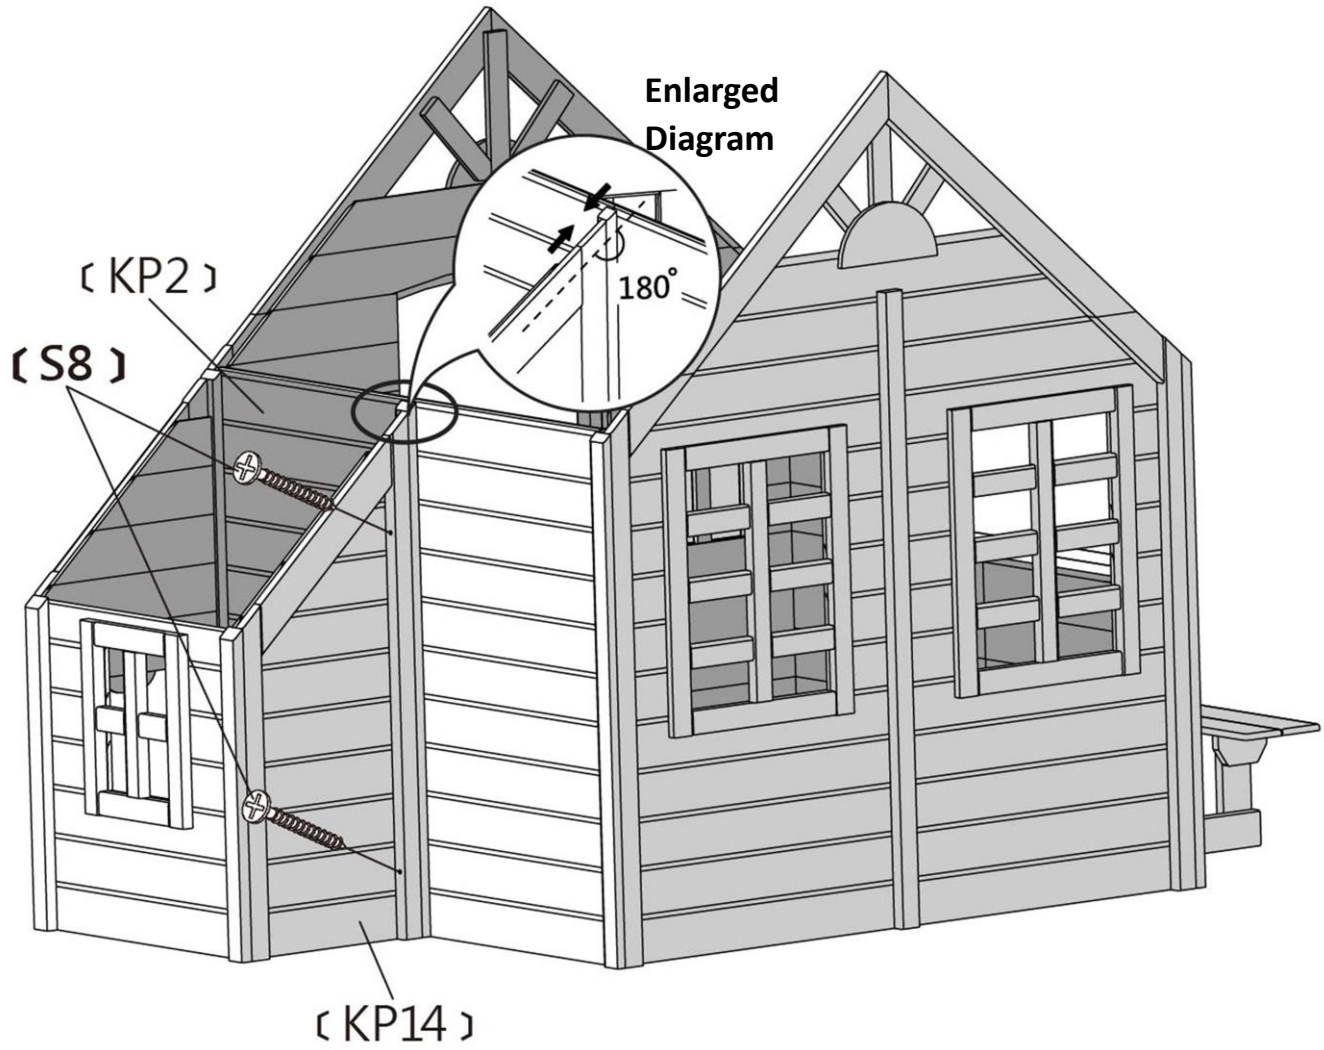 Enlarged
Diagram
180°
〔 KP2 〕
〔 S8 〕
〔 KP14 〕